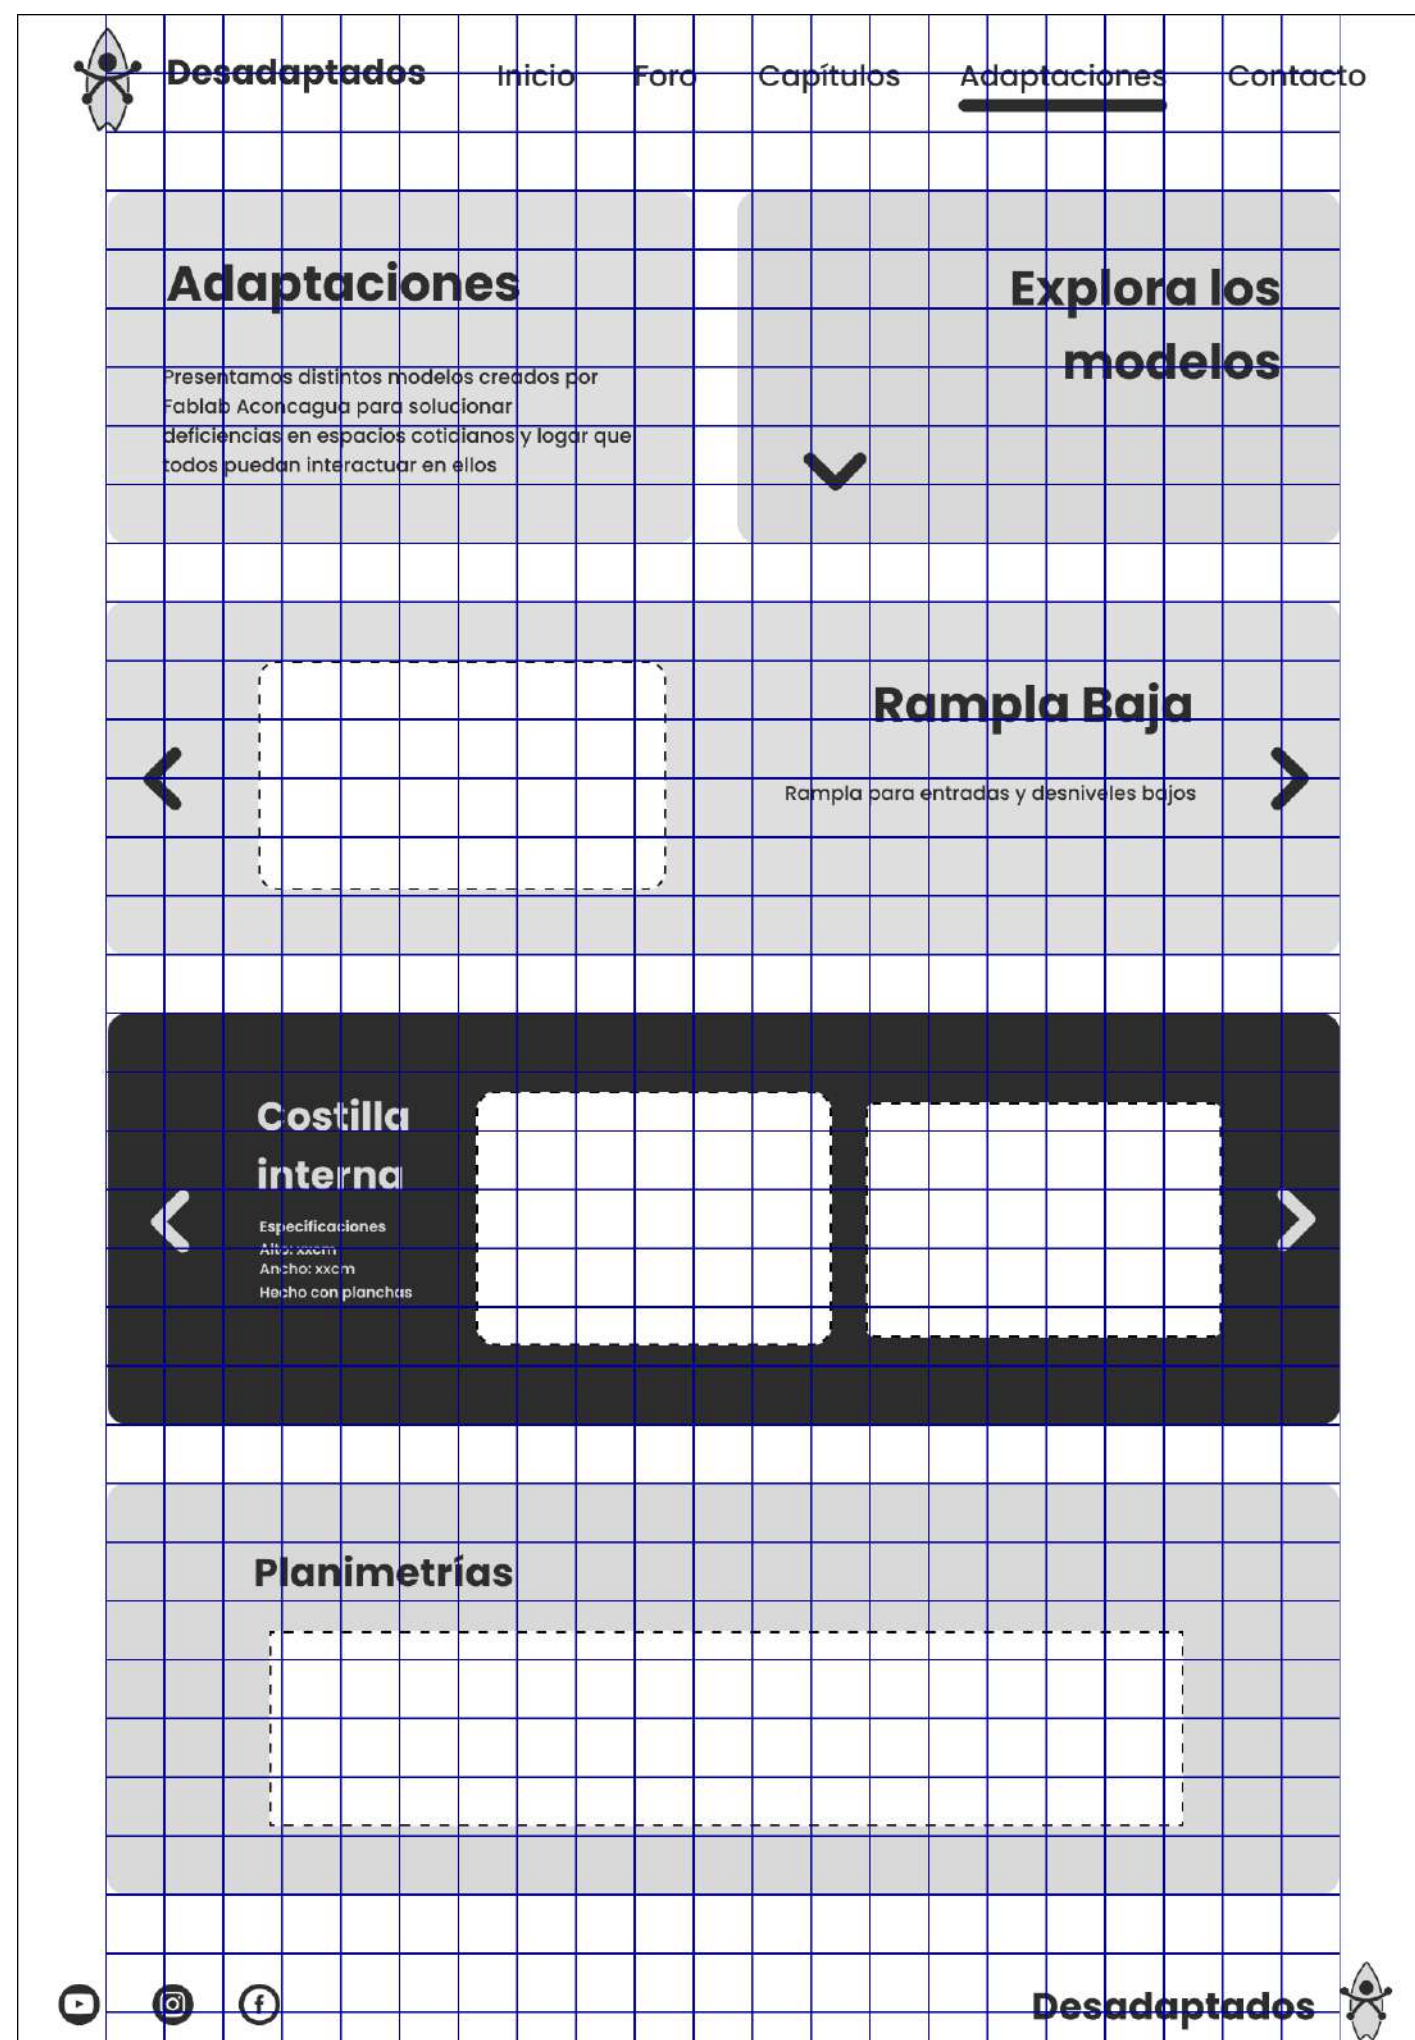 Desadaptados Inicio Foro Capítulos Adaptaciones Contacto
Adaptaciones
Presentamos distintos modelos creados por
Fablab Aconcagua para solucionar
deficiencias en espacios cotidianos y logar que
todos puedan interactuar en ellos
Explora los
modelos
Rampla Baja
Rampla para entradas y desniveles bajos
Costilla
interna
Especificaciones
Alto: xxcm
Ancho: xxcm
Hecho con planchas
Planimetrías
Desadaptados